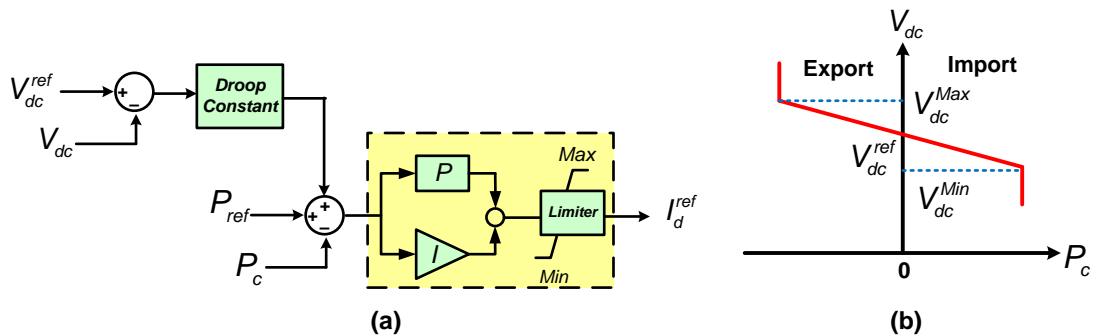 V_dc^ref
+
−
V_dc
Droop
Constant
P_ref
+
+
−
P_c
P
I
Max
Limiter
Min
I_d^ref
(a)
V_dc
Export
Import
V_dc^Max
V_dc^ref
V_dc^Min
0
P_c
(b)